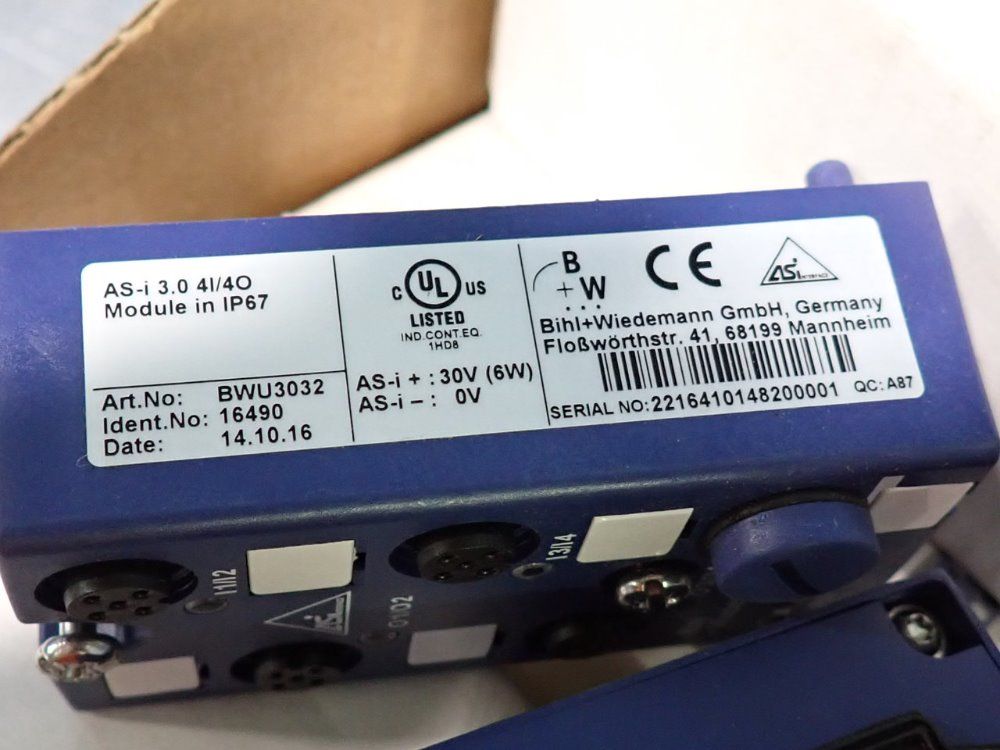 AS-i 3.0 4I/4O
Module in IP67
Art.No: BWU3032
Ident.No: 16490
Date: 14.10.16
C UL US
LISTED
IND.CONT.EQ.
1HD8
AS-i + : 30V (6W)
AS-i – : 0V
B
+ W
CE
AS-i INTERFACE
Bihl+Wiedemann GmbH, Germany
Floßwörthstr. 41, 68199 Mannheim
SERIAL NO: 2216410148200001 QC: A87
I1/I2
I3/I4
O1/O2